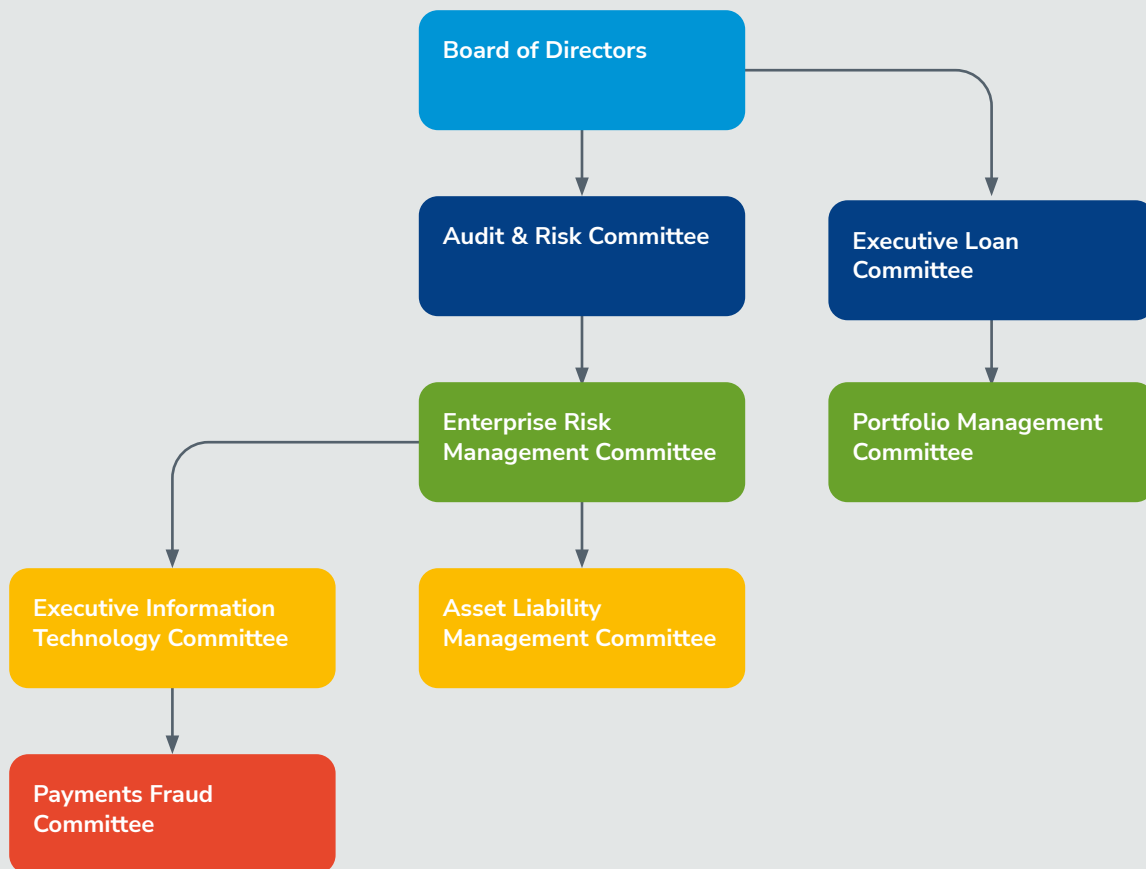 Board of Directors
Audit & Risk Committee
Executive Loan
Committee
Enterprise Risk
Management Committee
Portfolio Management
Committee
Executive Information
Technology Committee
Asset Liability
Management Committee
Payments Fraud
Committee